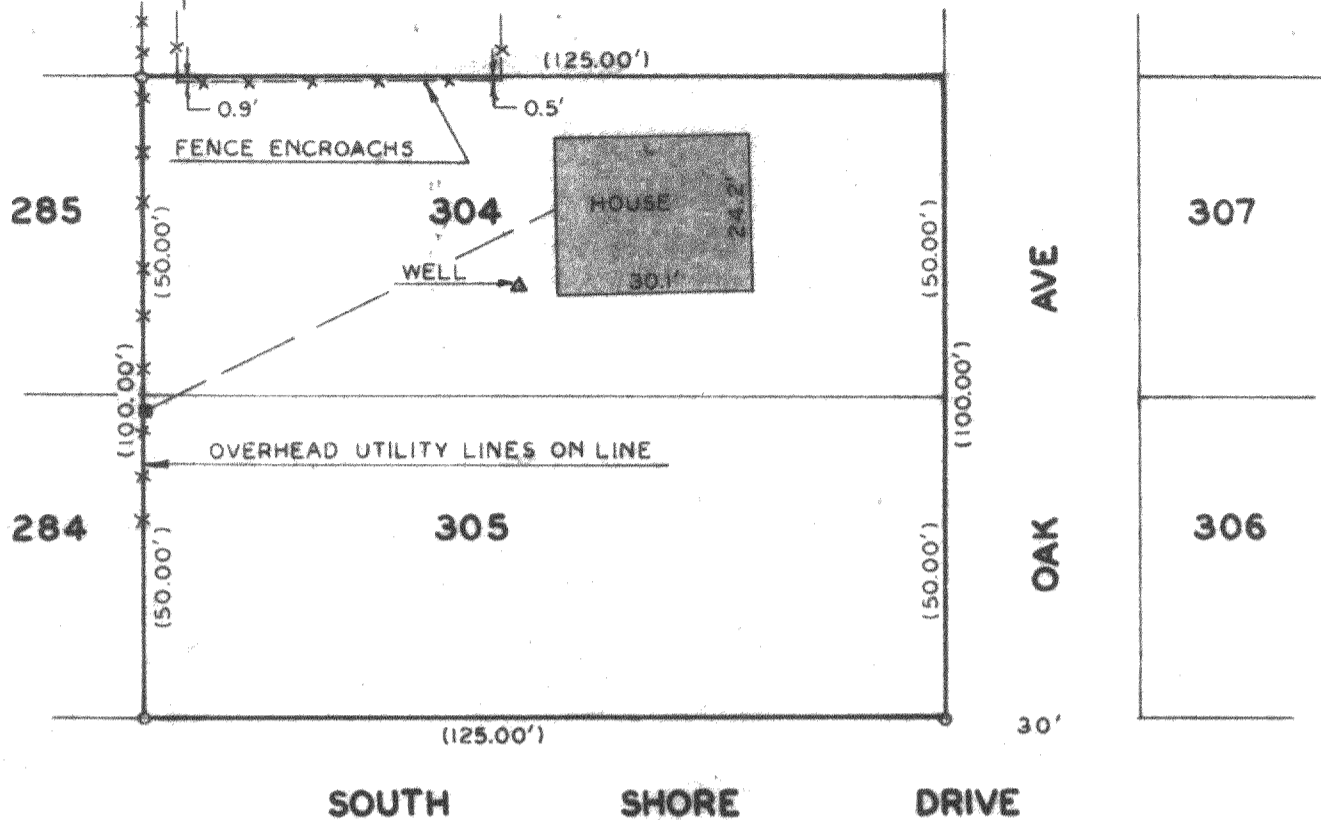 (125.00')
0.9'
0.5'
FENCE ENCROACHS
285
304
HOUSE
24.2'
307
(50.00')
(50.00')
AVE
WELL
30.1'
(100.00')
(100.00')
OVERHEAD UTILITY LINES ON LINE
284
305
OAK
306
(50.00')
(50.00')
(125.00')
30'
SOUTH SHORE DRIVE